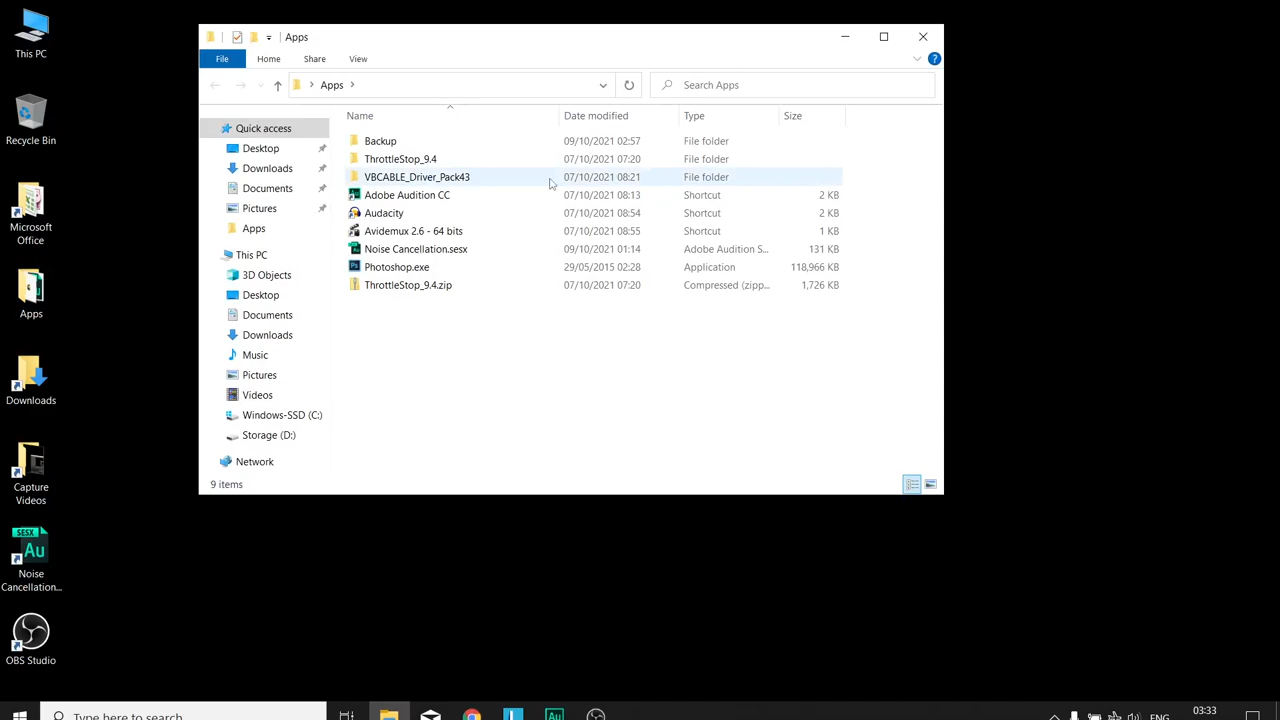 This PC
Recycle Bin
Microsoft
Office
Apps
Downloads
Capture
Videos
SESX
Au
Noise
Cancellation...
OBS Studio
Apps
File
Home
Share
View
Apps
Search Apps
Name
Date modified
Type
Size
Quick access
Desktop
Downloads
Documents
Pictures
Apps
This PC
3D Objects
Desktop
Documents
Downloads
Music
Pictures
Videos
Windows-SSD (C:)
Storage (D:)
Network
Backup 09/10/2021 02:57 File folder
ThrottleStop_9.4 07/10/2021 07:20 File folder
VBCABLE_Driver_Pack43 07/10/2021 08:21 File folder
Adobe Audition CC 07/10/2021 08:13 Shortcut 2 KB
Audacity 07/10/2021 08:54 Shortcut 2 KB
Avidemux 2.6 - 64 bits 07/10/2021 08:55 Shortcut 1 KB
Noise Cancellation.sesx 09/10/2021 01:14 Adobe Audition S... 131 KB
Photoshop.exe 29/05/2015 02:28 Application 118,966 KB
ThrottleStop_9.4.zip 07/10/2021 07:20 Compressed (zipp... 1,726 KB
9 items
Type here to search
Au
ENG
03:33